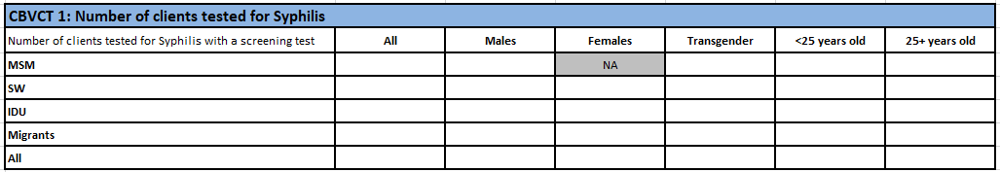 CBVCT 1: Number of clients tested for Syphilis
Number of clients tested for Syphilis with a screening test All Males Females Transgender <25 years old 25+ years old
MSM NA
SW
IDU
Migrants
All